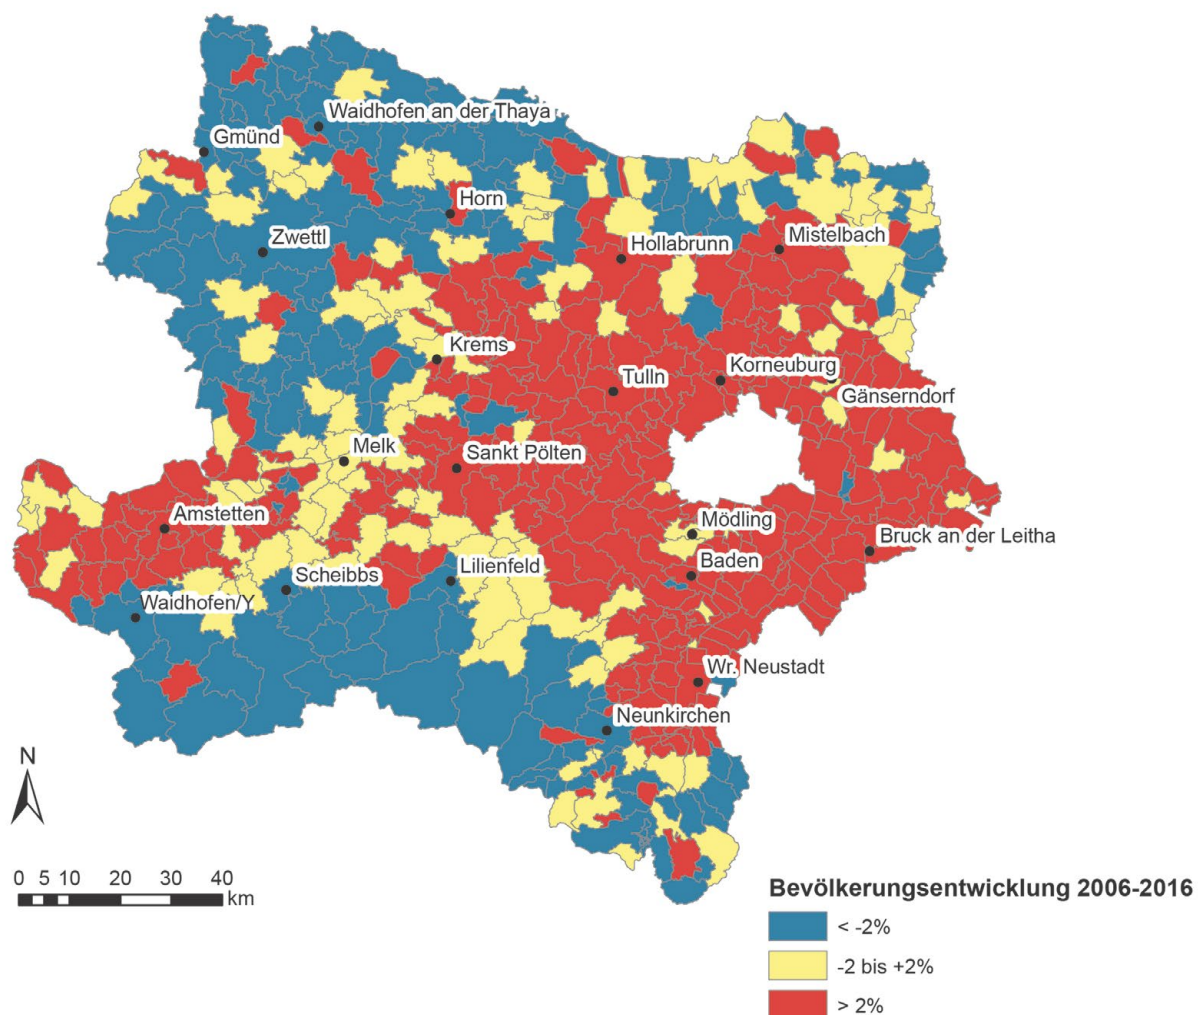 Waidhofen an der Thaya
Gmünd
Horn
Zwettl
Hollabrunn
Mistelbach
Krems
Korneuburg
Tulln
Gänserndorf
Melk
Sankt Pölten
Amstetten
Mödling
Bruck an der Leitha
Baden
Lilienfeld
Scheibbs
Waidhofen/Y
Wr. Neustadt
Neunkirchen
N
0 5 10 20 30 40
km
Bevölkerungsentwicklung 2006-2016
< -2%
-2 bis +2%
> 2%